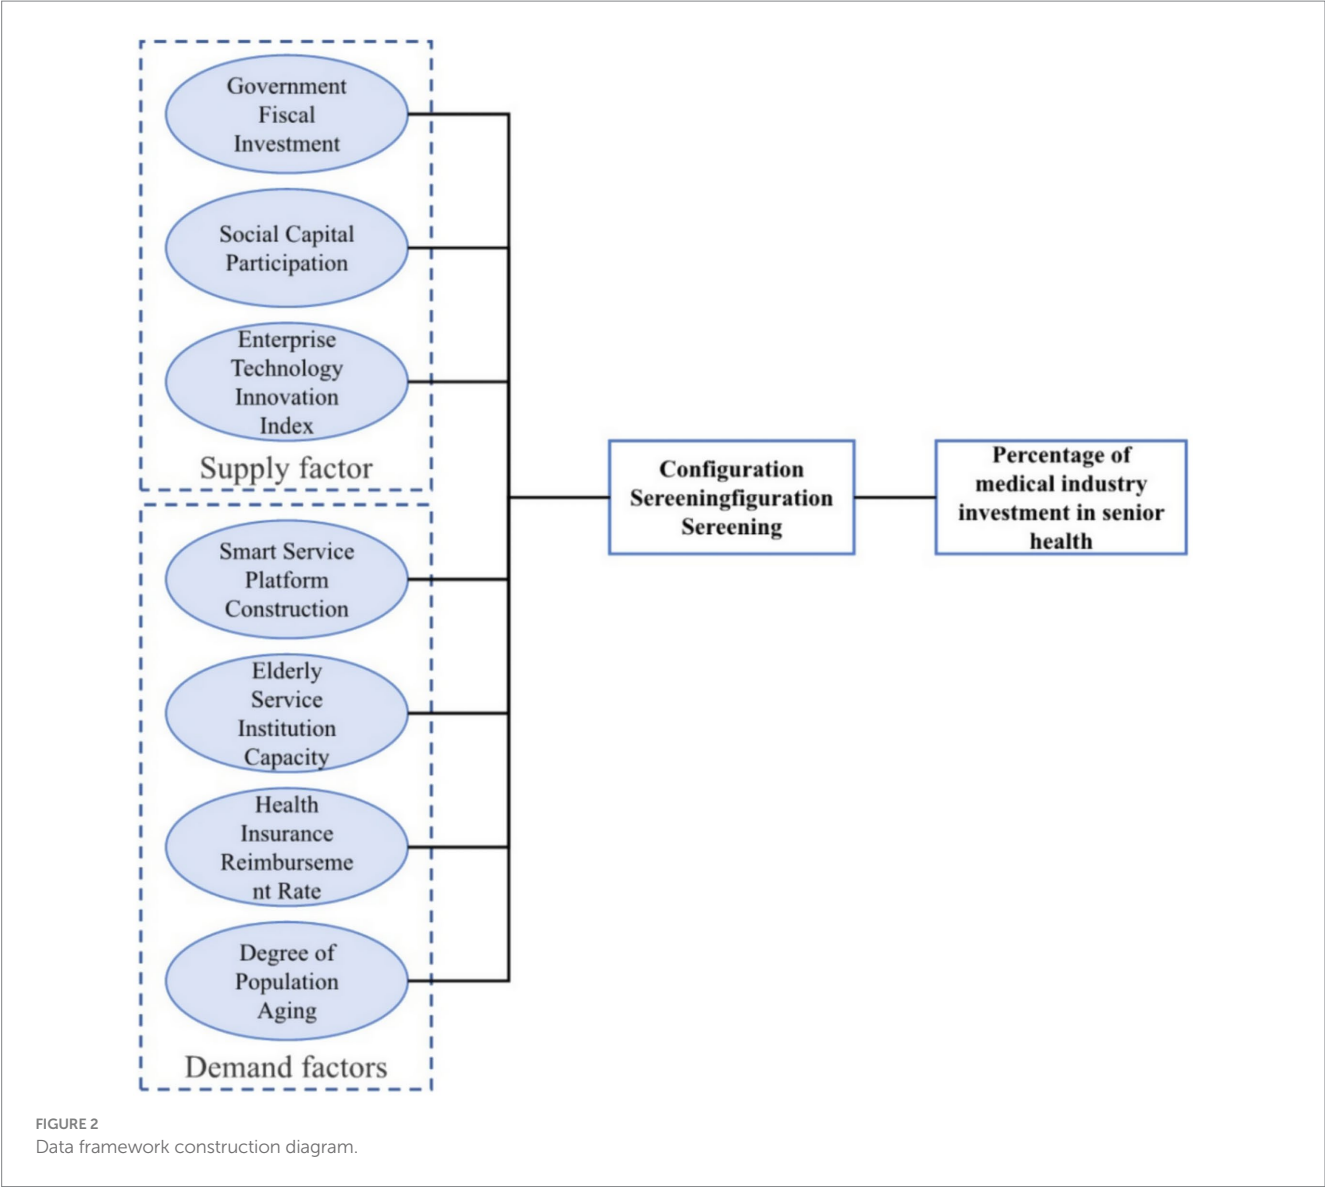 Government
Fiscal
Investment
Social Capital
Participation
Enterprise
Technology
Innovation
Index
Supply factor
Smart Service
Platform
Construction
Elderly
Service
Institution
Capacity
Health
Insurance
Reimburseme
nt Rate
Degree of
Population
Aging
Demand factors
Configuration
Sereeningfiguration
Sereening
Percentage of
medical industry
investment in senior
health
FIGURE 2
Data framework construction diagram.